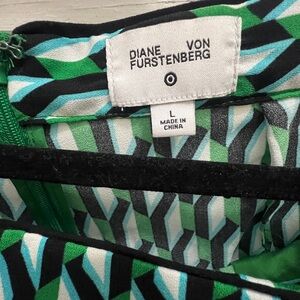 DIANE VON
FURSTENBERG
L
MADE IN
CHINA